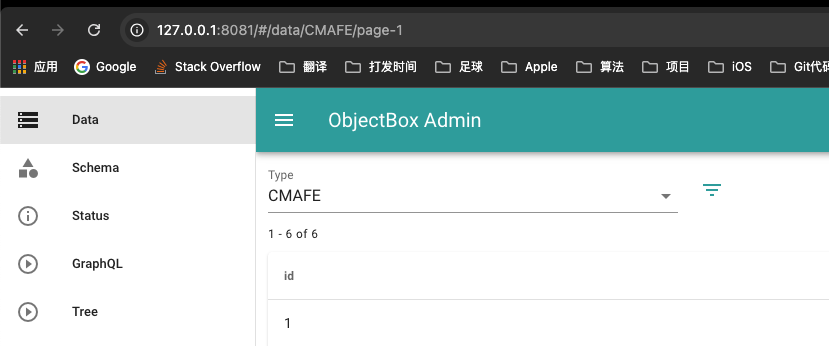 127.0.0.1:8081/#/data/CMAFE/page-1
应用 Google Stack Overflow 翻译 打发时间 足球 Apple 算法 项目 iOS Git代码
Data
ObjectBox Admin
Schema
Type
CMAFE
Status
1 - 6 of 6
GraphQL
id
Tree
1